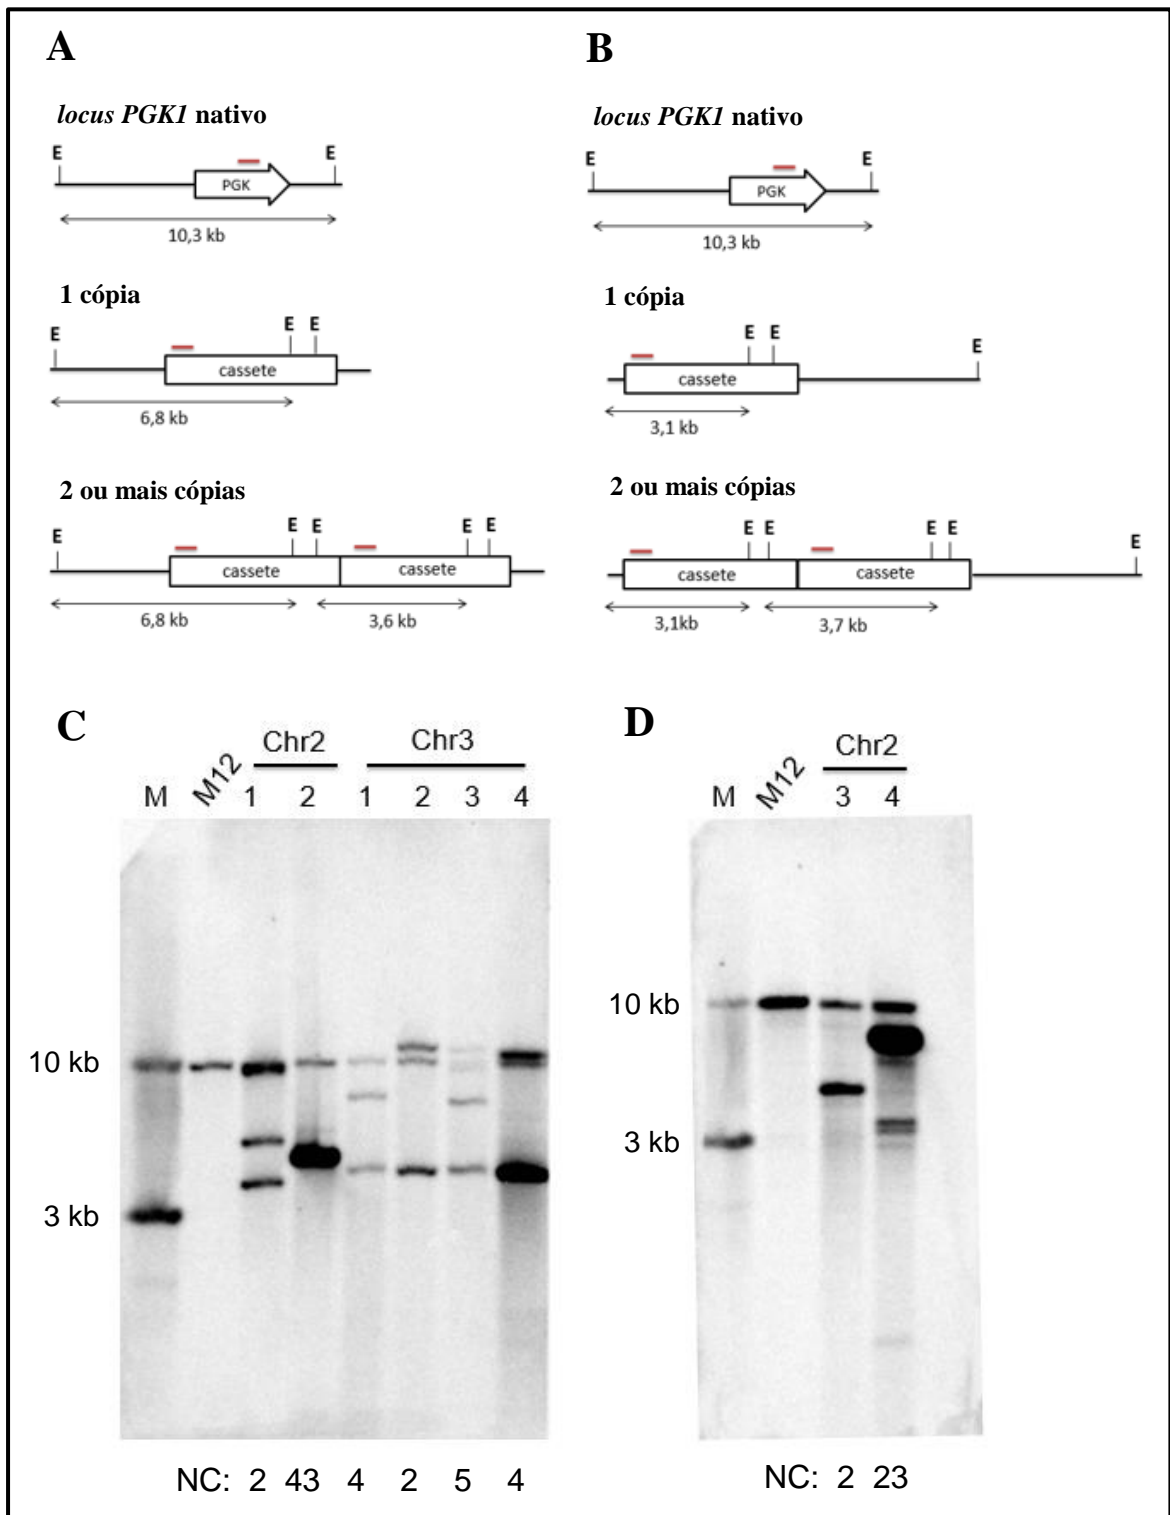 A
locus PGK1 nativo
E E
PGK
10,3 kb
1 cópia
E E E
cassete
6,8 kb
2 ou mais cópias
E E E E E
cassete cassete
6,8 kb 3,6 kb
B
locus PGK1 nativo
E E
PGK
10,3 kb
1 cópia
E E E
cassete
3,1 kb
2 ou mais cópias
E E E E E
cassete cassete
3,1kb 3,7 kb
C
Chr2 Chr3
M M12 1 2 1 2 3 4
10 kb
3 kb
NC: 2 43 4 2 5 4
D
Chr2
M M12 3 4
10 kb
3 kb
NC: 2 23